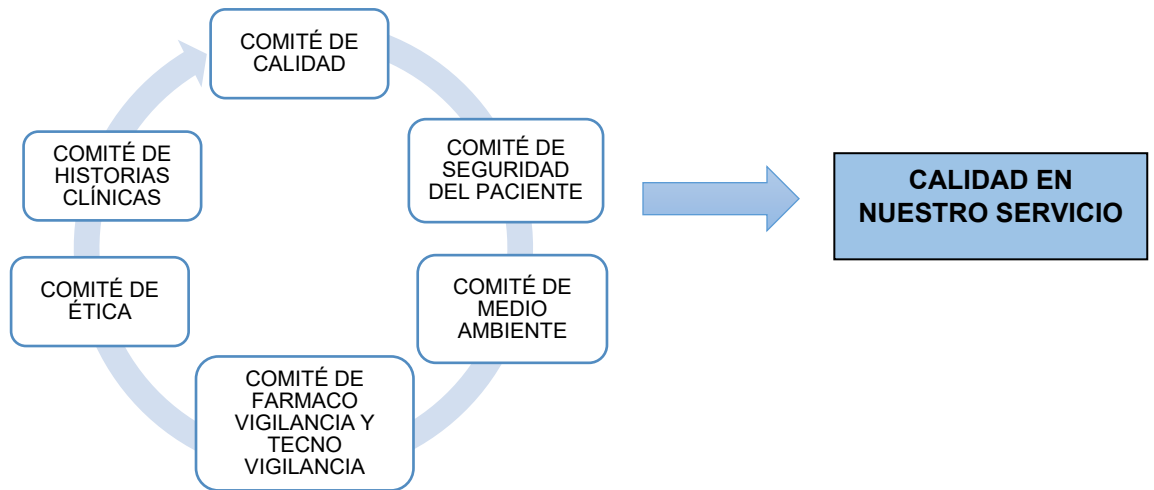 COMITÉ DE
CALIDAD
COMITÉ DE
SEGURIDAD
DEL PACIENTE
COMITÉ DE
MEDIO
AMBIENTE
COMITÉ DE
FARMACO
VIGILANCIA Y
TECNO
VIGILANCIA
COMITÉ DE
ÉTICA
COMITÉ DE
HISTORIAS
CLÍNICAS
CALIDAD EN
NUESTRO SERVICIO